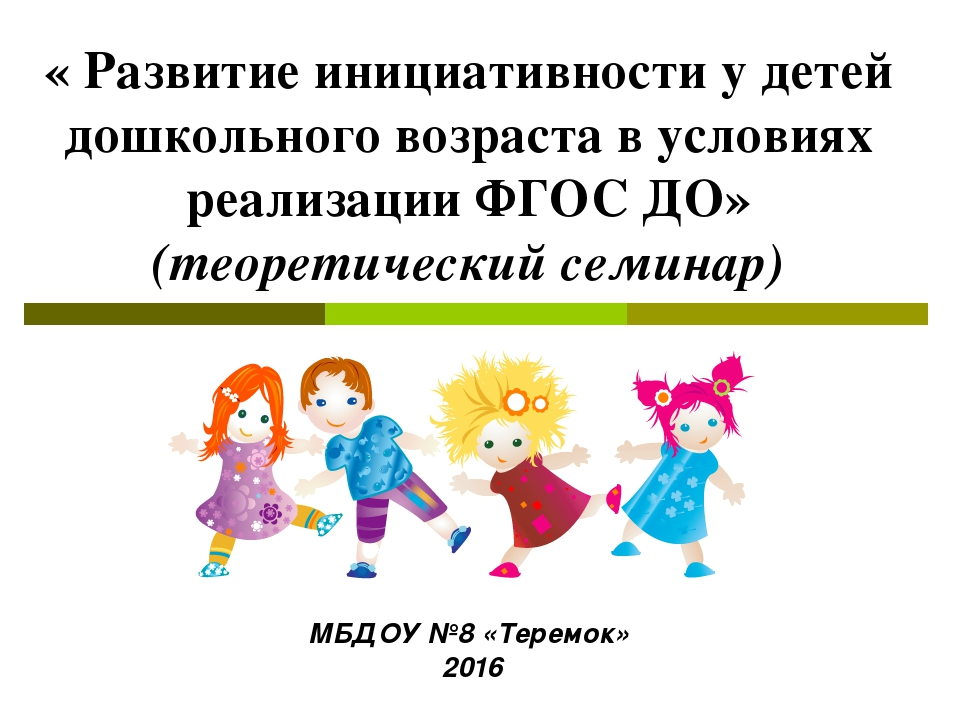 « Развитие инициативности у детей
дошкольного возраста в условиях
реализации ФГОС ДО»
(теоретический семинар)
МБДОУ №8 «Теремок»
2016